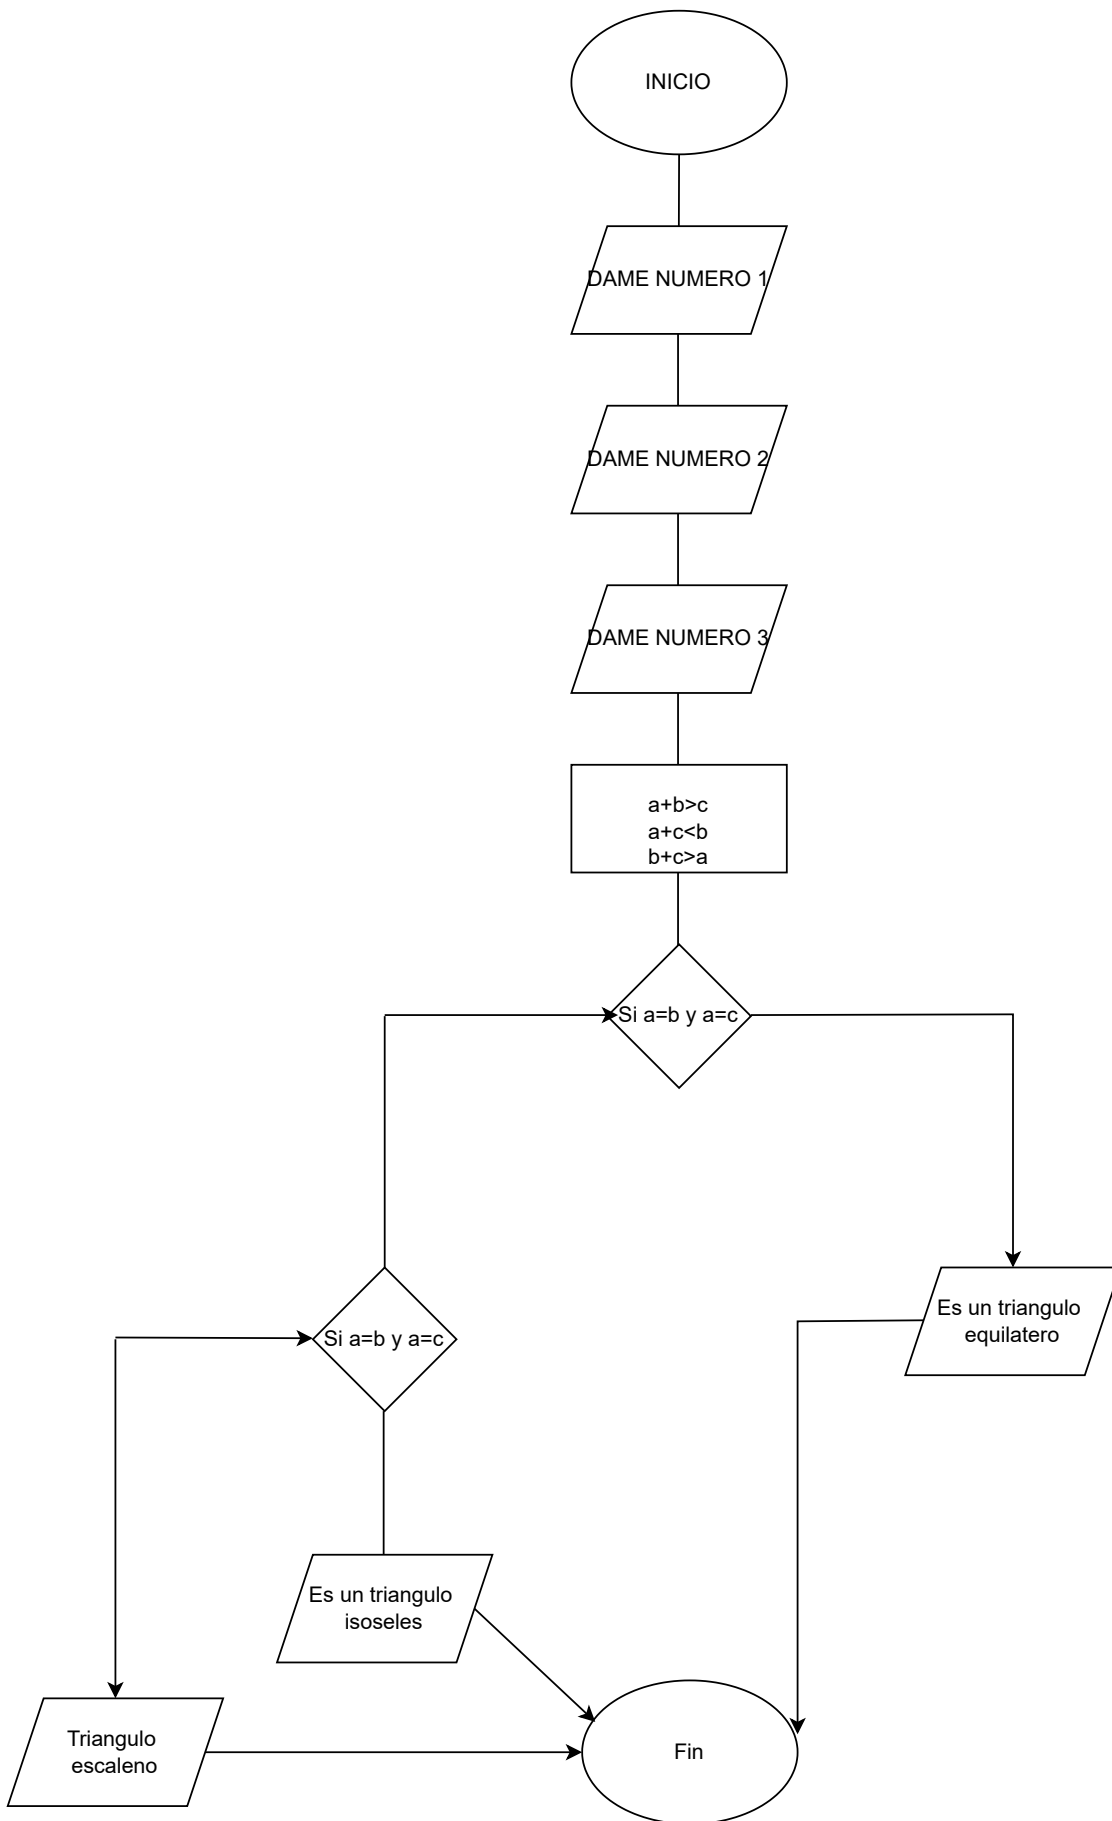 INICIO
DAME NUMERO 1
DAME NUMERO 2
DAME NUMERO 3
a+b>c
a+c<b
b+c>a
Si a=b y a=c
Si a=b y a=c
Es un triangulo
equilatero
Es un triangulo
isoseles
Triangulo
escaleno
Fin